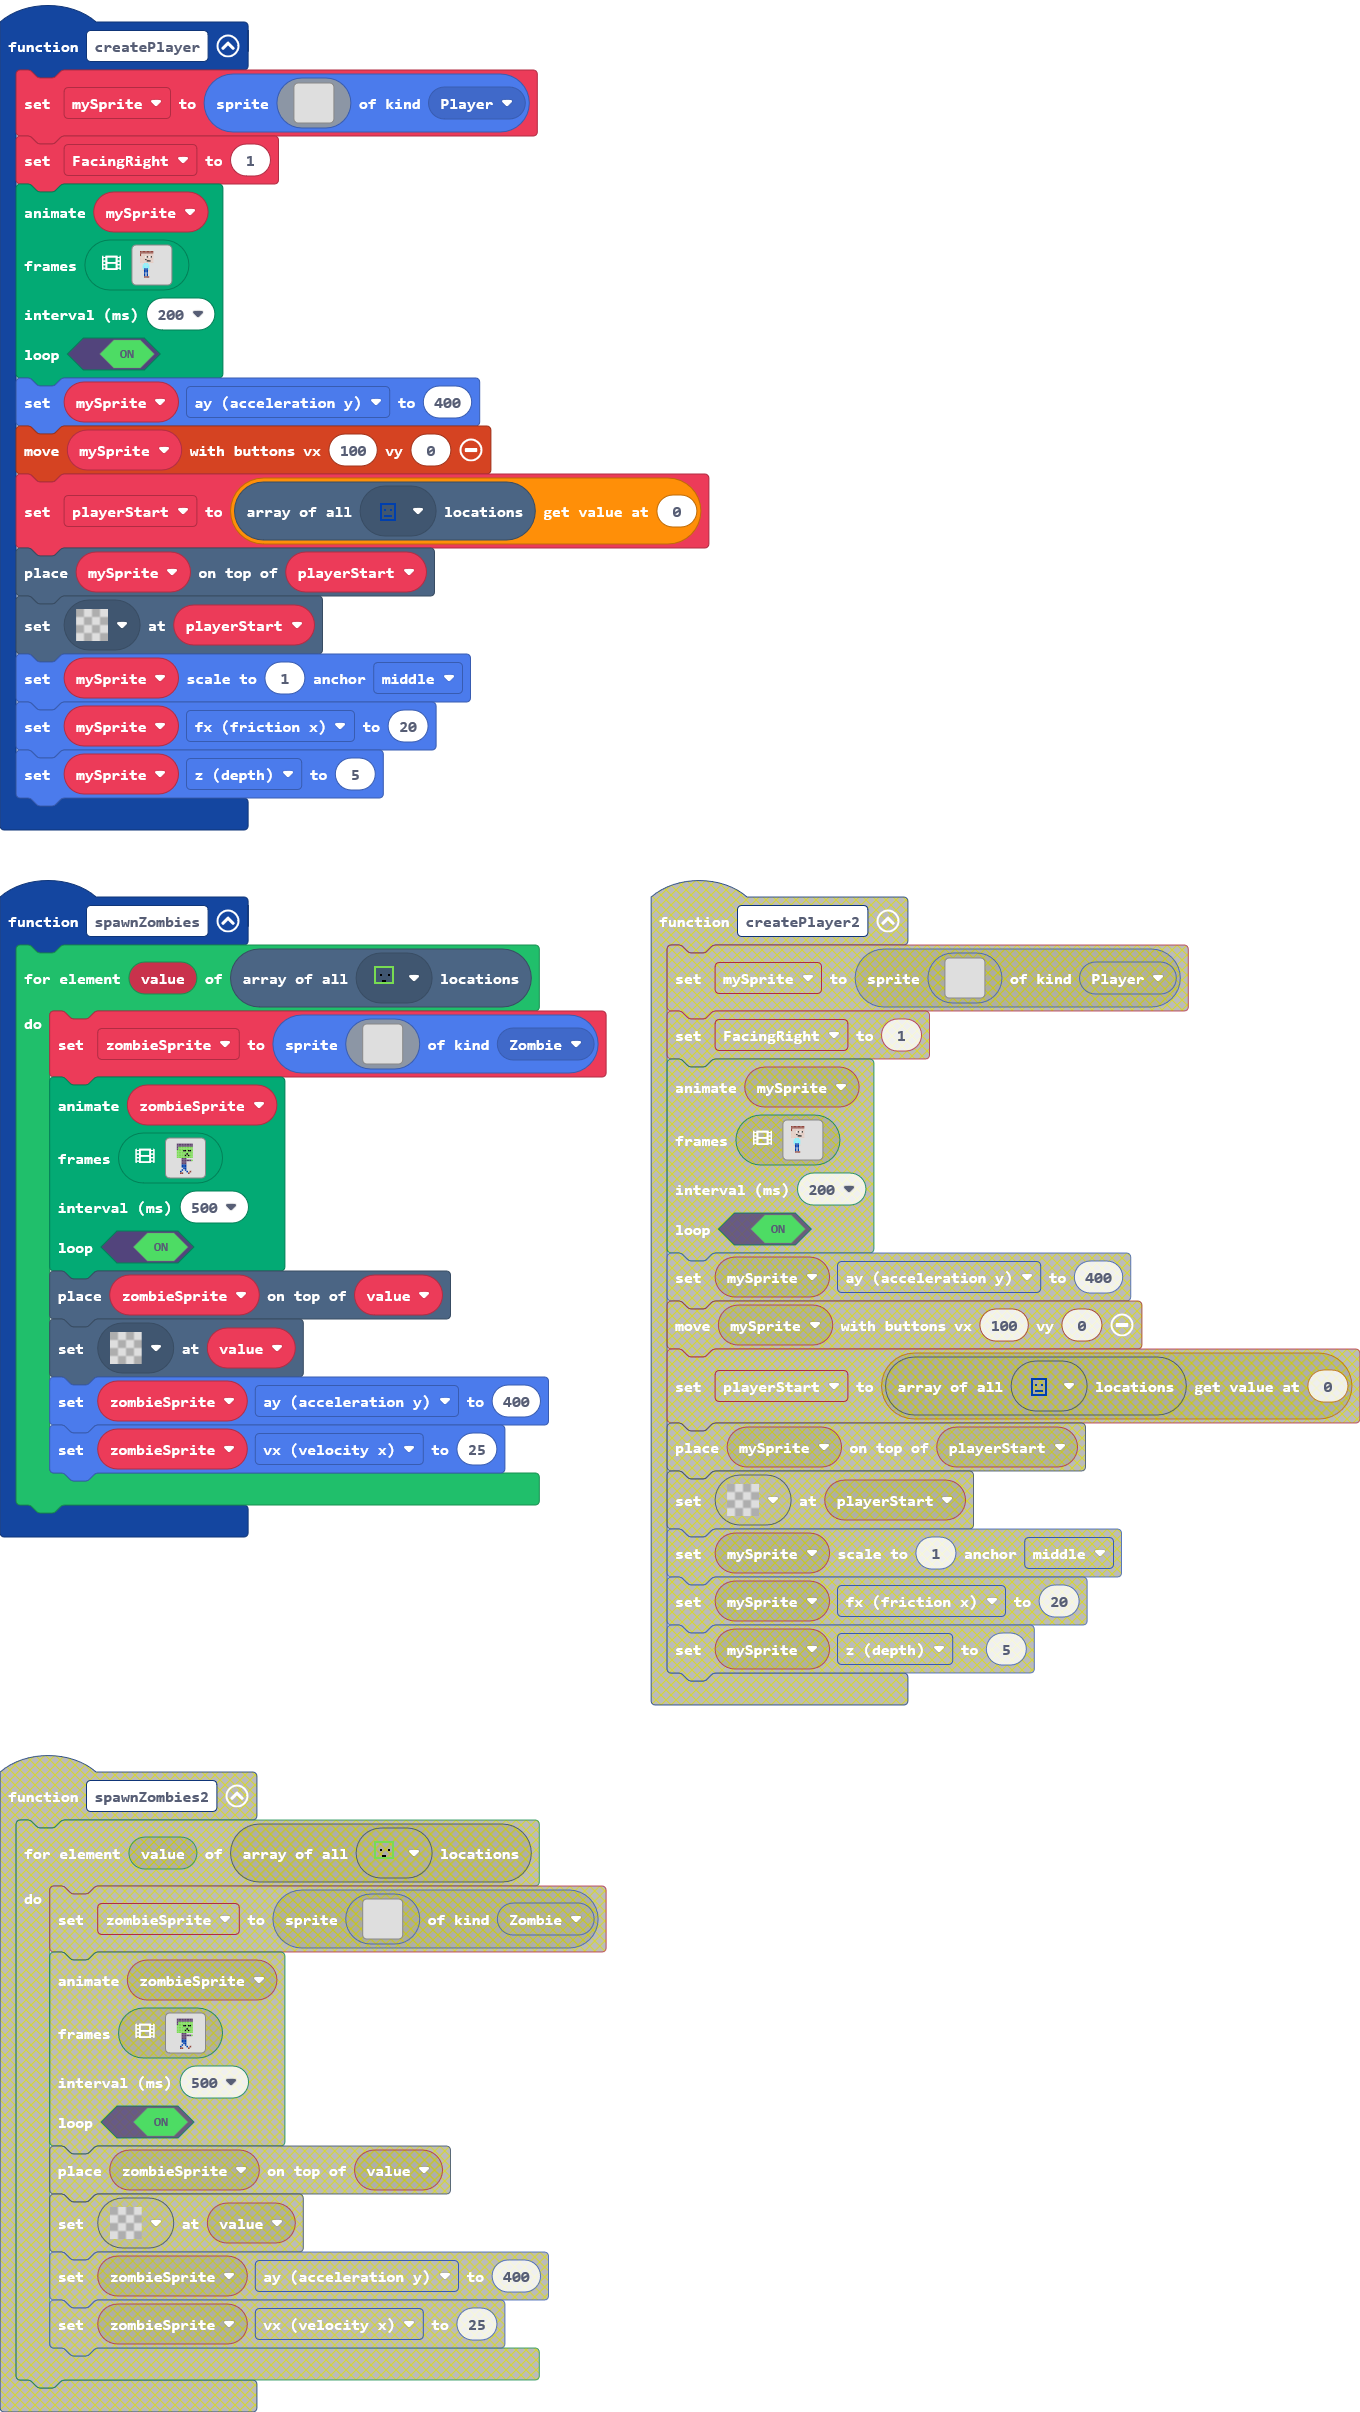 function createPlayer
set mySprite to sprite of kind Player
set FacingRight to 1
animate mySprite
frames
interval (ms) 200
loop ON
set mySprite ay (acceleration y) to 400
move mySprite with buttons vx 100 vy 0
set playerStart to array of all locations get value at 0
place mySprite on top of playerStart
set at playerStart
set mySprite scale to 1 anchor middle
set mySprite fx (friction x) to 20
set mySprite z (depth) to 5
function spawnZombies
for element value of array of all locations
do
set zombieSprite to sprite of kind Zombie
animate zombieSprite
frames
interval (ms) 500
loop ON
place zombieSprite on top of value
set at value
set zombieSprite ay (acceleration y) to 400
set zombieSprite vx (velocity x) to 25
function createPlayer2
set mySprite to sprite of kind Player
set FacingRight to 1
animate mySprite
frames
interval (ms) 200
loop ON
set mySprite ay (acceleration y) to 400
move mySprite with buttons vx 100 vy 0
set playerStart to array of all locations get value at 0
place mySprite on top of playerStart
set at playerStart
set mySprite scale to 1 anchor middle
set mySprite fx (friction x) to 20
set mySprite z (depth) to 5
function spawnZombies2
for element value of array of all locations
do
set zombieSprite to sprite of kind Zombie
animate zombieSprite
frames
interval (ms) 500
loop ON
place zombieSprite on top of value
set at value
set zombieSprite ay (acceleration y) to 400
set zombieSprite vx (velocity x) to 25